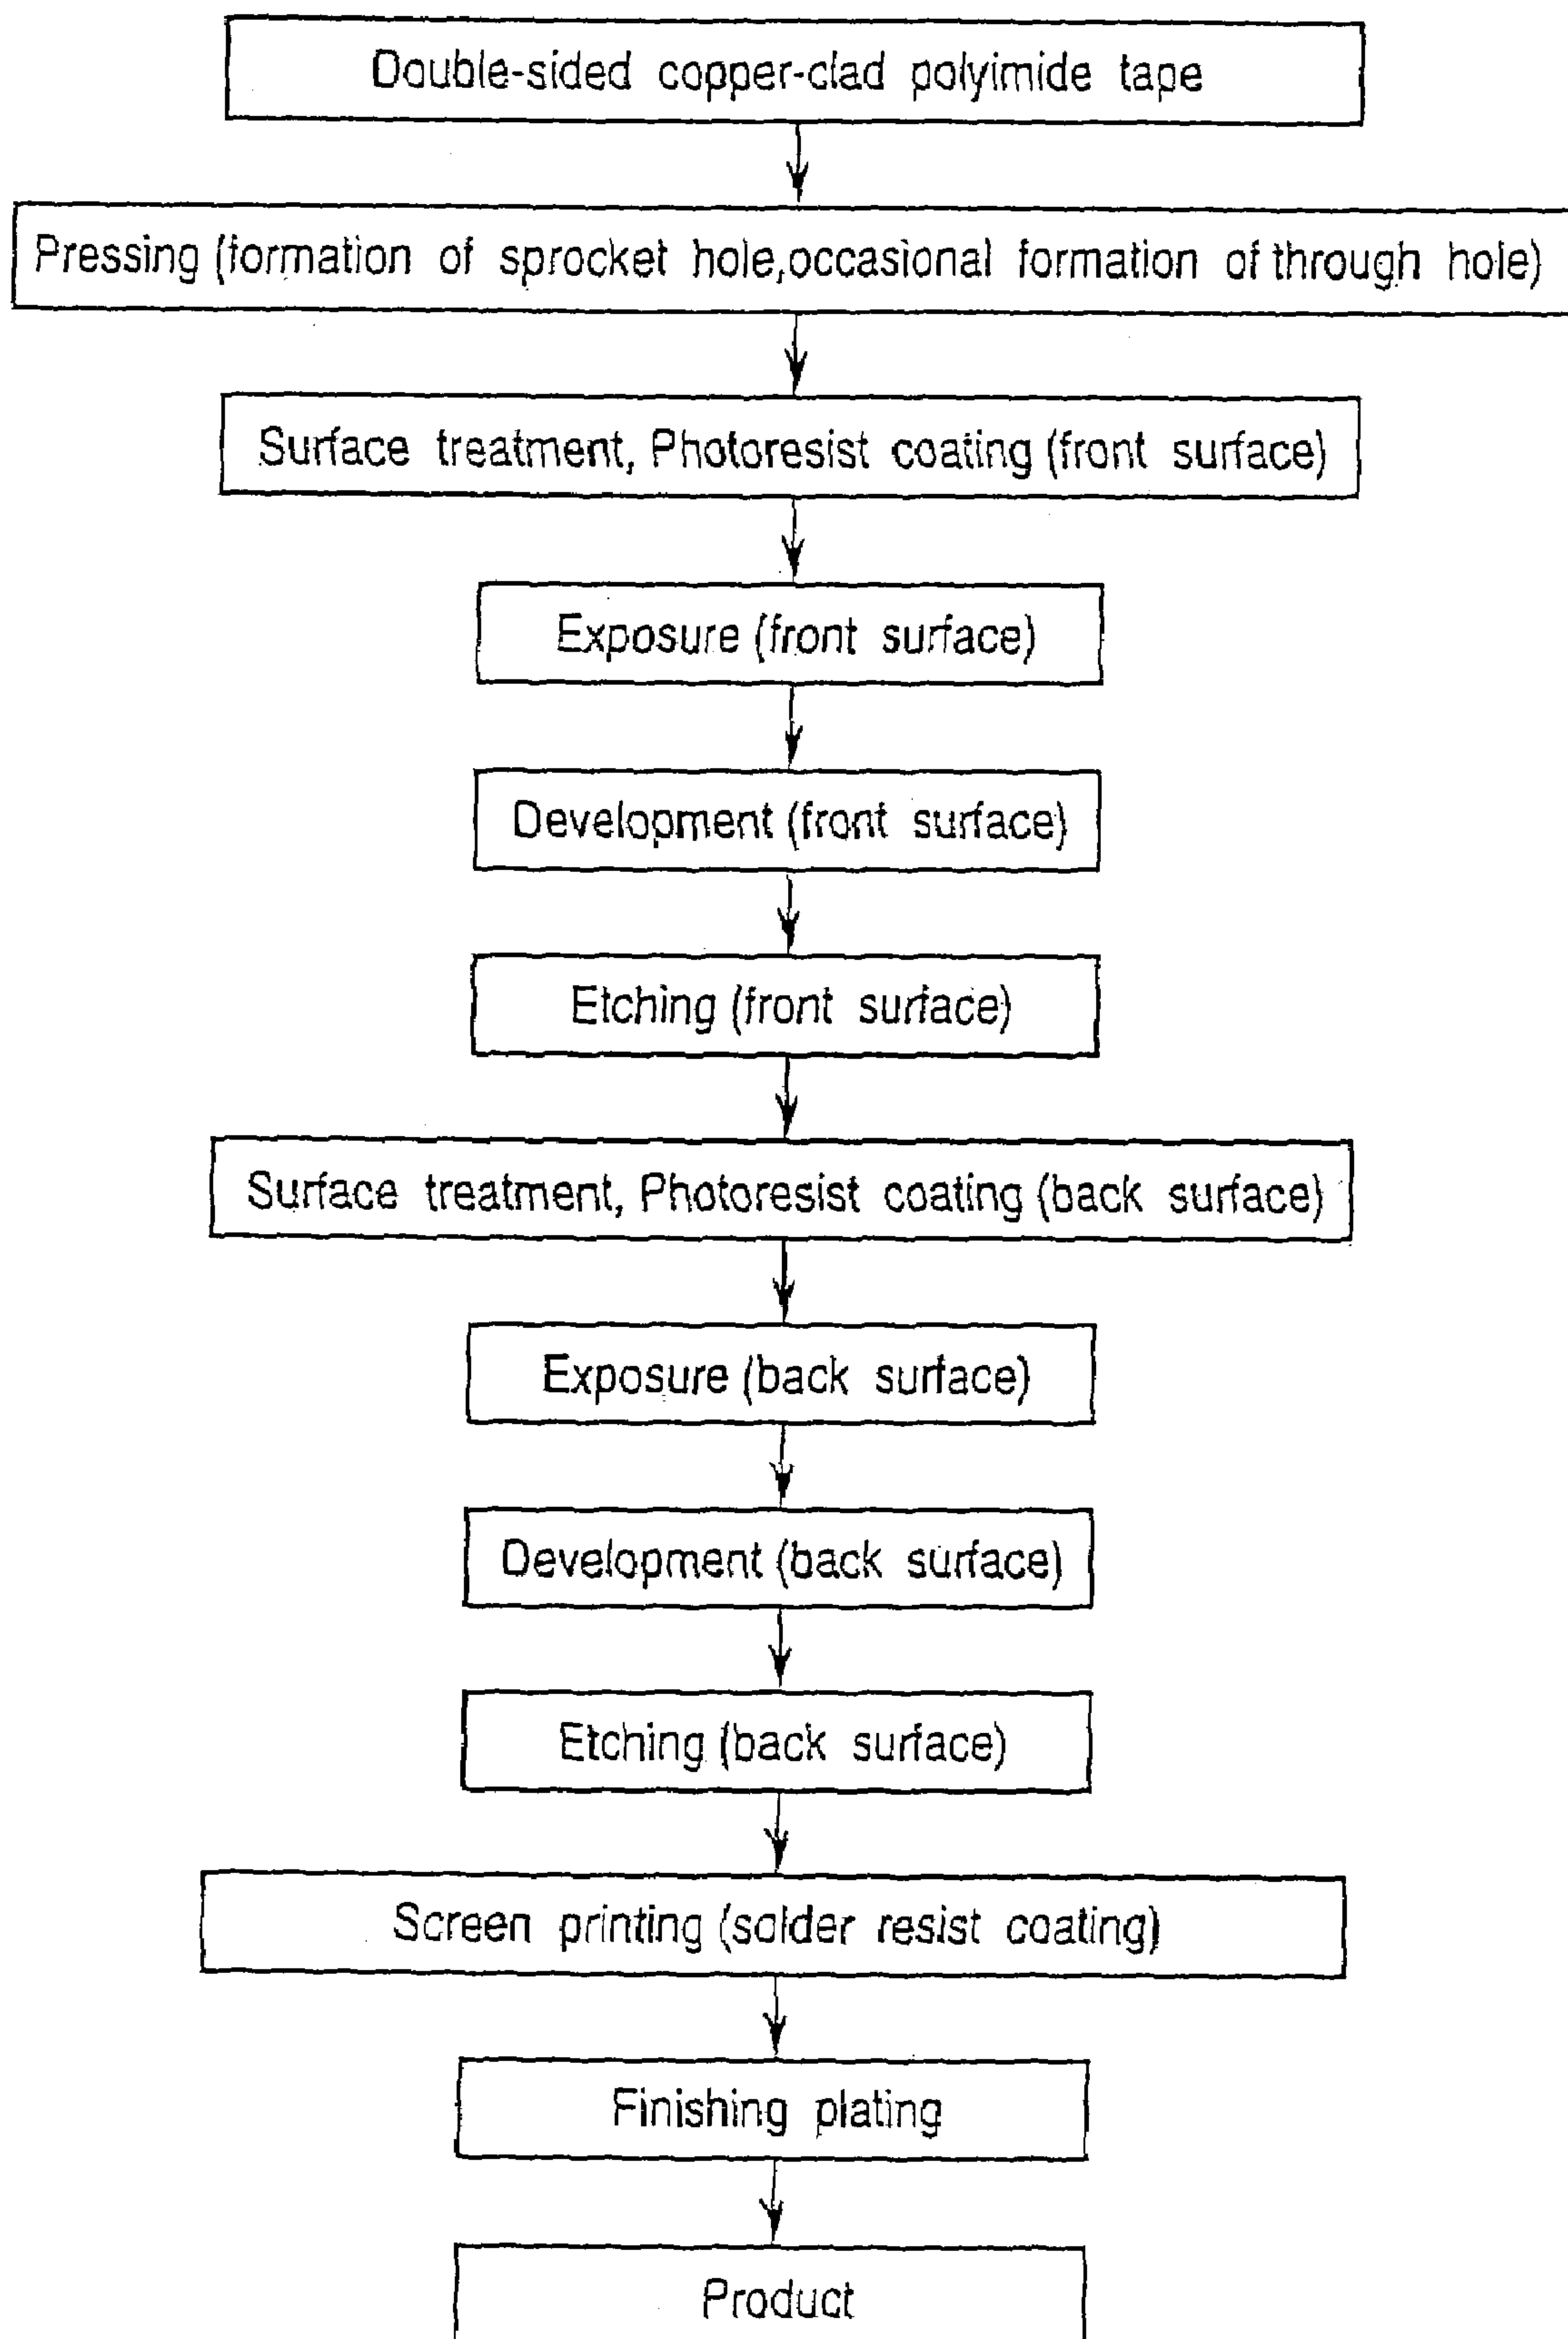 Double-sided copper-clad polyimide tape
Pressing (formation of sprocket hole,occasional formation of through hole)
Surface treatment, Photoresist coating (front surface)
Exposure (front surface)
Development (front surface)
Etching (front surface)
Surface treatment, Photoresist coating (back surface)
Exposure (back surface)
Development (back surface)
Etching (back surface)
Screen printing (solder resist coating)
Finishing plating
Product